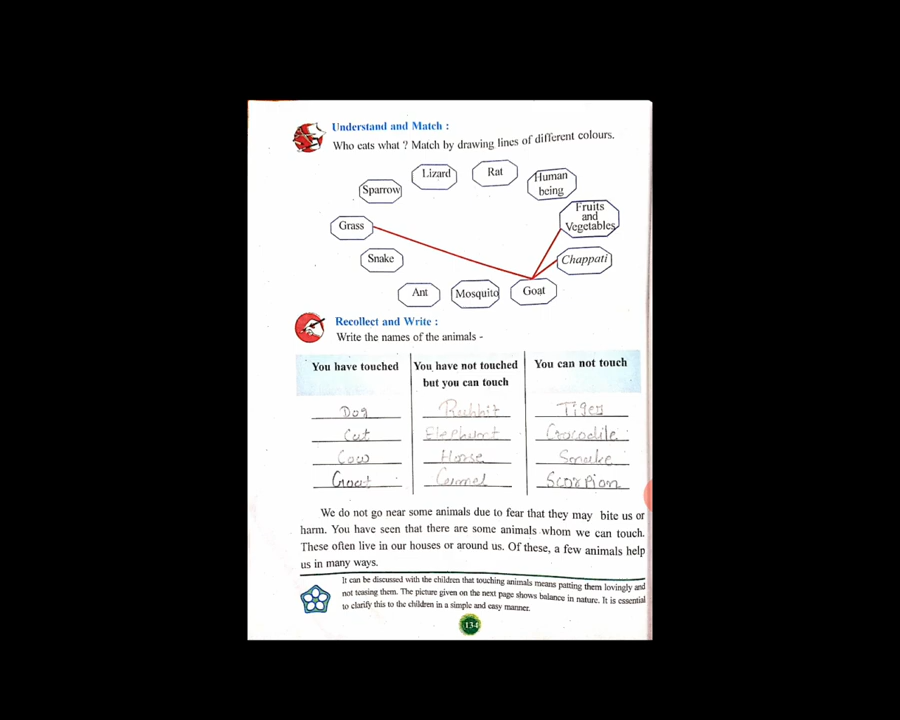 Understand and Match :
Who eats what ? Match by drawing lines of different colours.
Lizard
Rat
Human
being
Sparrow
Fruits
and
Vegetables
Grass
Snake
Chappati
Ant
Mosquito
Goat
Recollect and Write :
Write the names of the animals -
You have touched
You have not touched
but you can touch
You can not touch
Dog
Rabbit
Tiger
Cat
Elephant
Crocodile
Cow
Horse
Snake
Goat
Camel
Scorpion
We do not go near some animals due to fear that they may bite us or
harm. You have seen that there are some animals whom we can touch.
These often live in our houses or around us. Of these, a few animals help
us in many ways.
It can be discussed with the children that touching animals means patting them lovingly and
not teasing them. The picture given on the next page shows balance in nature. It is essential
to clarify this to the children in a simple and easy manner.
134